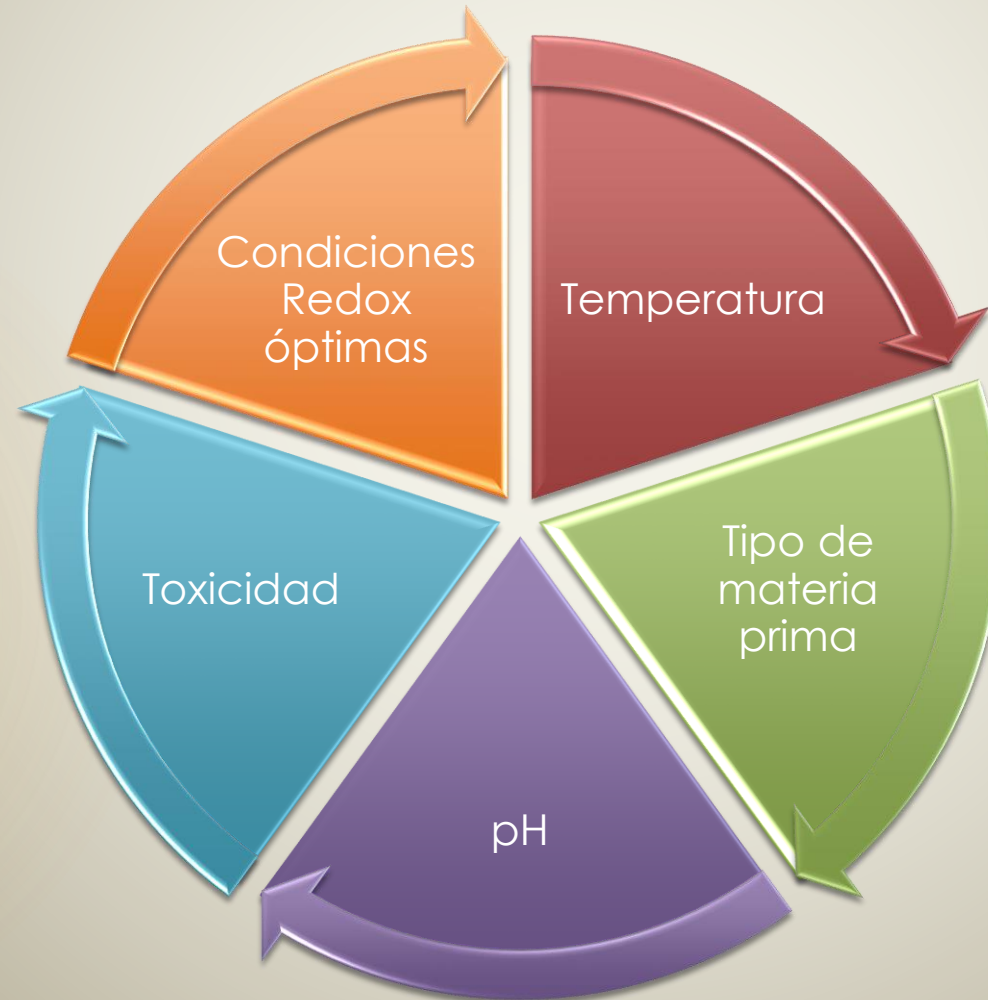 Condiciones
Redox
óptimas
Temperatura
Tipo de
materia
prima
Toxicidad
pH